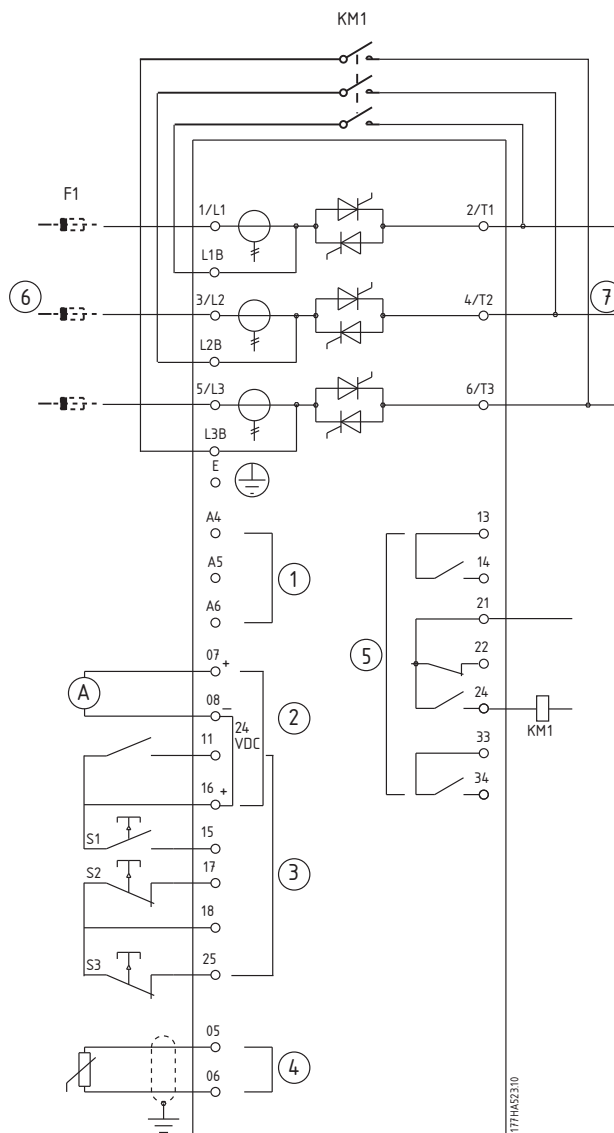 KM1
F1
1/L1
2/T1
L1B
6
3/L2
4/T2
7
L2B
5/L3
6/T3
L3B
E
A4
13
A5
1
14
A6
21
5
22
07 +
A
08 –
2
24
24
VDC
KM1
11
33
16 +
34
S1
15
S2
17
3
18
S3
25
05
4
06
177HA523.10